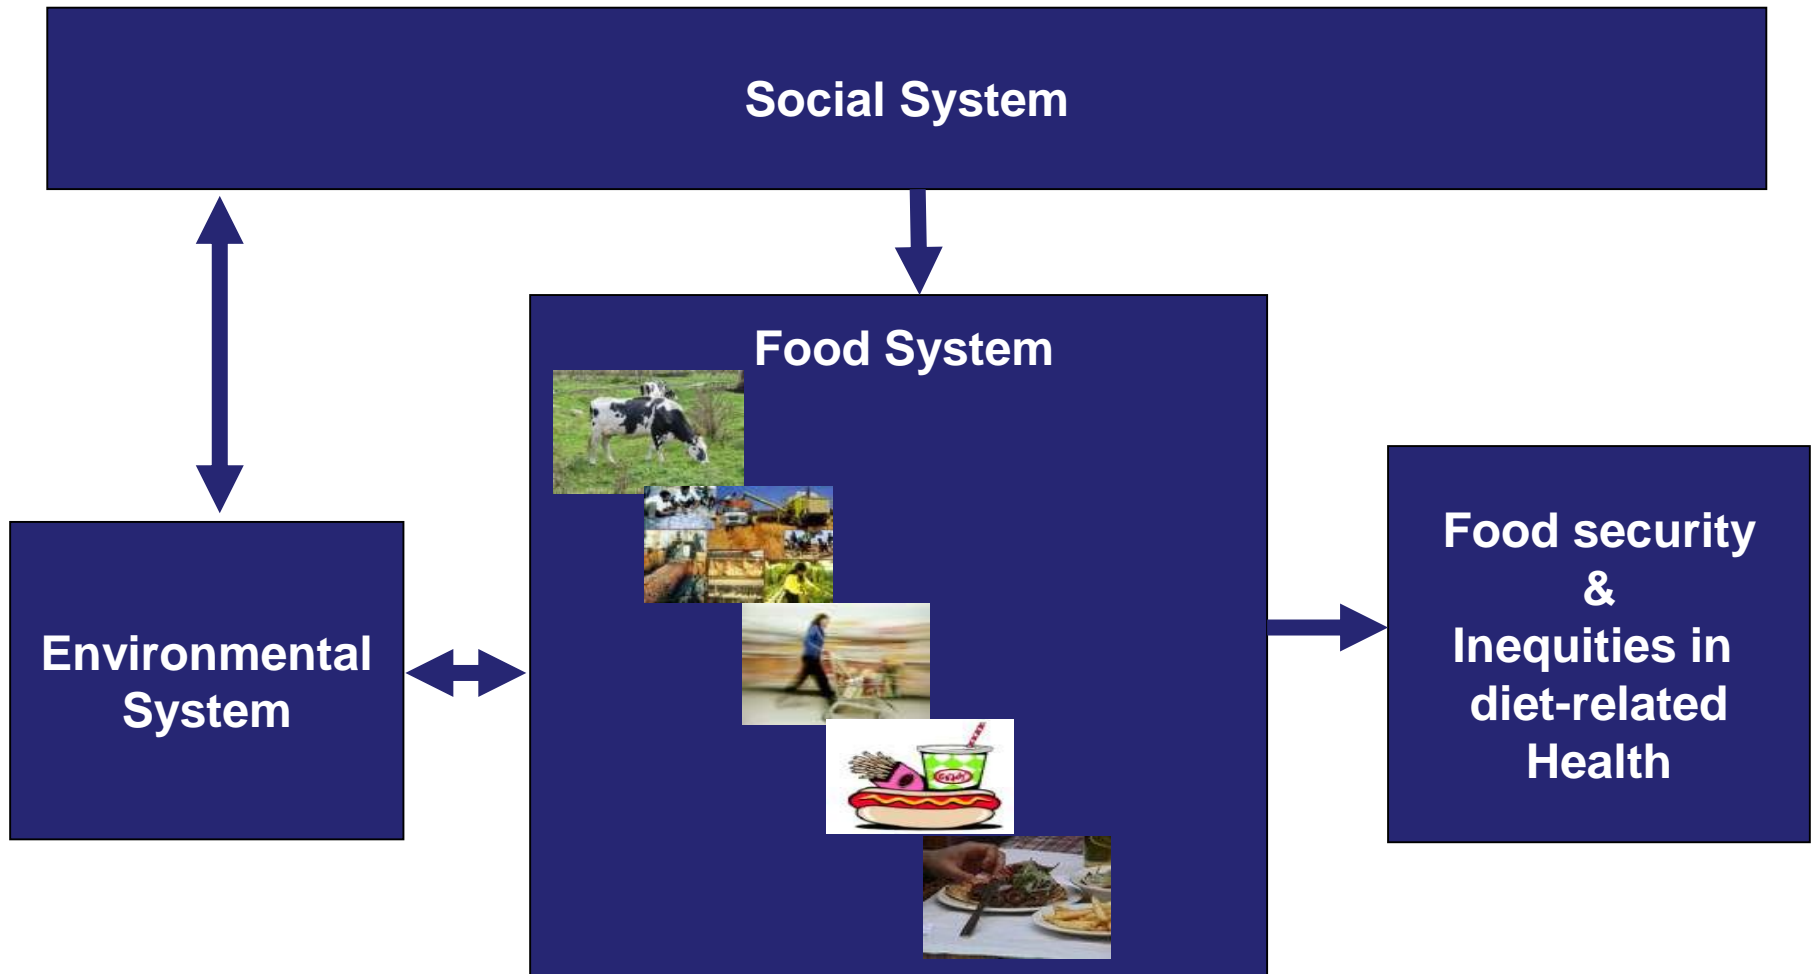 Social System
Food System
Environmental
System
Food security
&
Inequities in
diet-related
Health